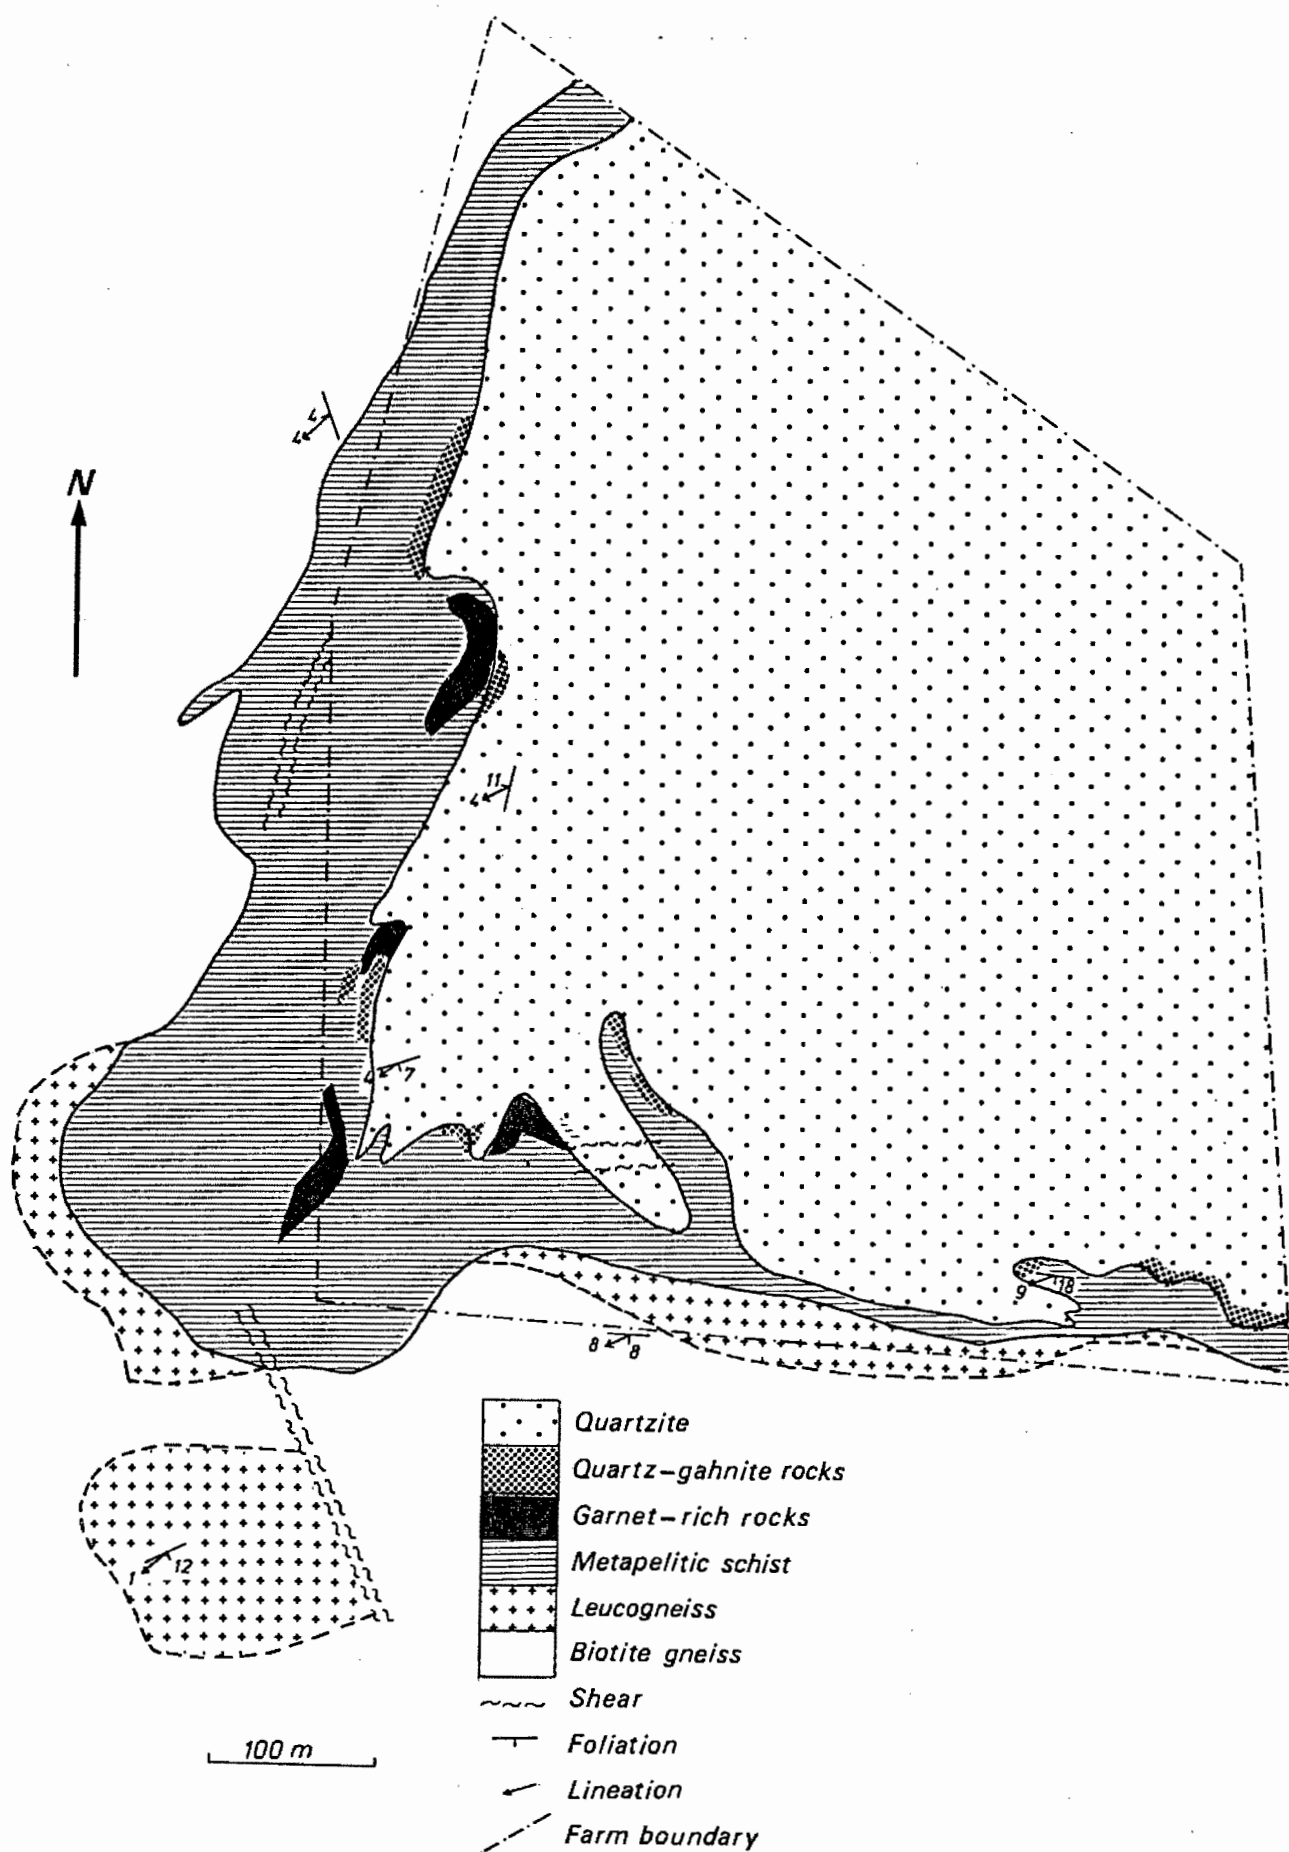 4
4
N
11
4
7
18
9
8 8
12
1
Quartzite
Quartz-gahnite rocks
Garnet-rich rocks
Metapelitic schist
Leucogneiss
Biotite gneiss
Shear
Foliation
100 m
Lineation
Farm boundary